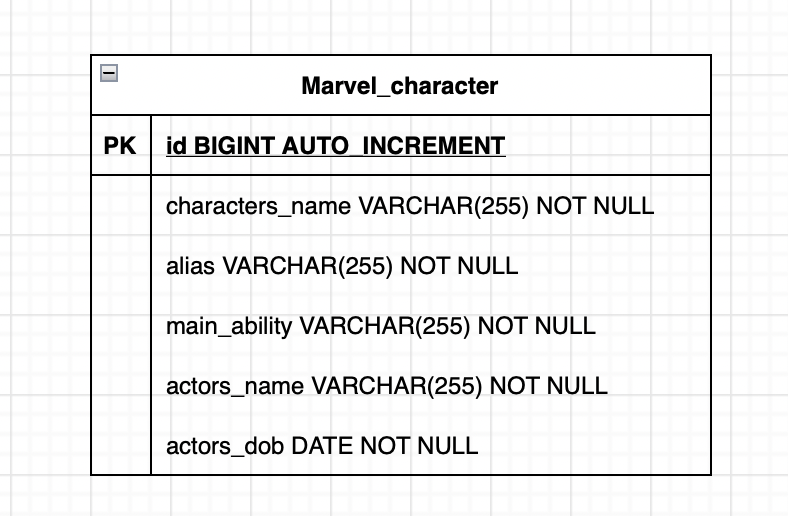 Marvel_character
PK id BIGINT AUTO_INCREMENT
characters_name VARCHAR(255) NOT NULL
alias VARCHAR(255) NOT NULL
main_ability VARCHAR(255) NOT NULL
actors_name VARCHAR(255) NOT NULL
actors_dob DATE NOT NULL